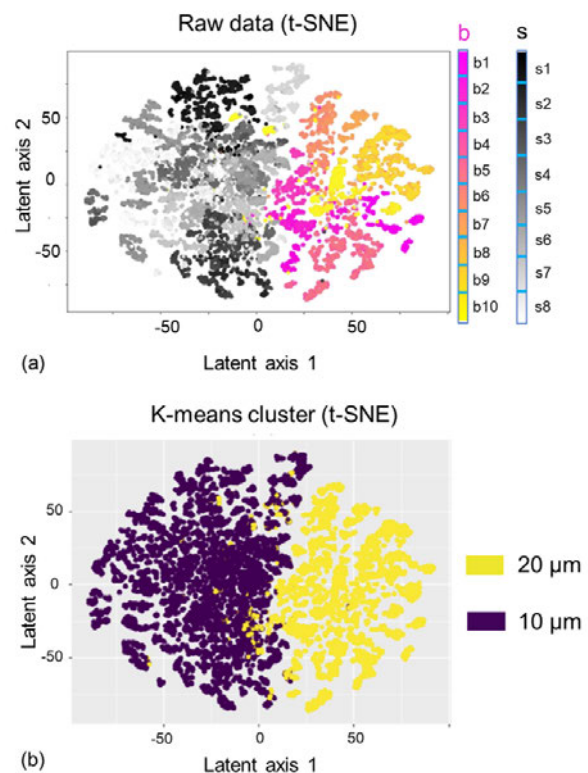 Raw data (t-SNE)
b
s
b1
b2
b3
b4
b5
b6
b7
b8
b9
b10
s1
s2
s3
s4
s5
s6
s7
s8
Latent axis 2
50
0
-50
-50
0
50
Latent axis 1
(a)
K-means cluster (t-SNE)
Latent axis 2
50
0
-50
-50
0
50
Latent axis 1
20 µm
10 µm
(b)